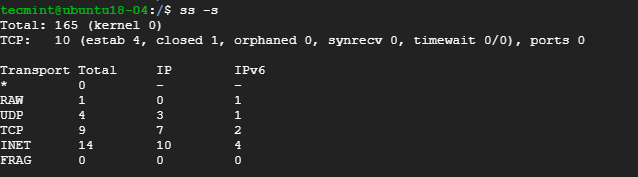 tecmint@ubuntu18-04:/$ ss -s
Total: 165 (kernel 0)
TCP:   10 (estab 4, closed 1, orphaned 0, synrecv 0, timewait 0/0), ports 0

Transport Total     IP        IPv6
*         0         -         -
RAW       1         0         1
UDP       4         3         1
TCP       9         7         2
INET      14        10        4
FRAG      0         0         0